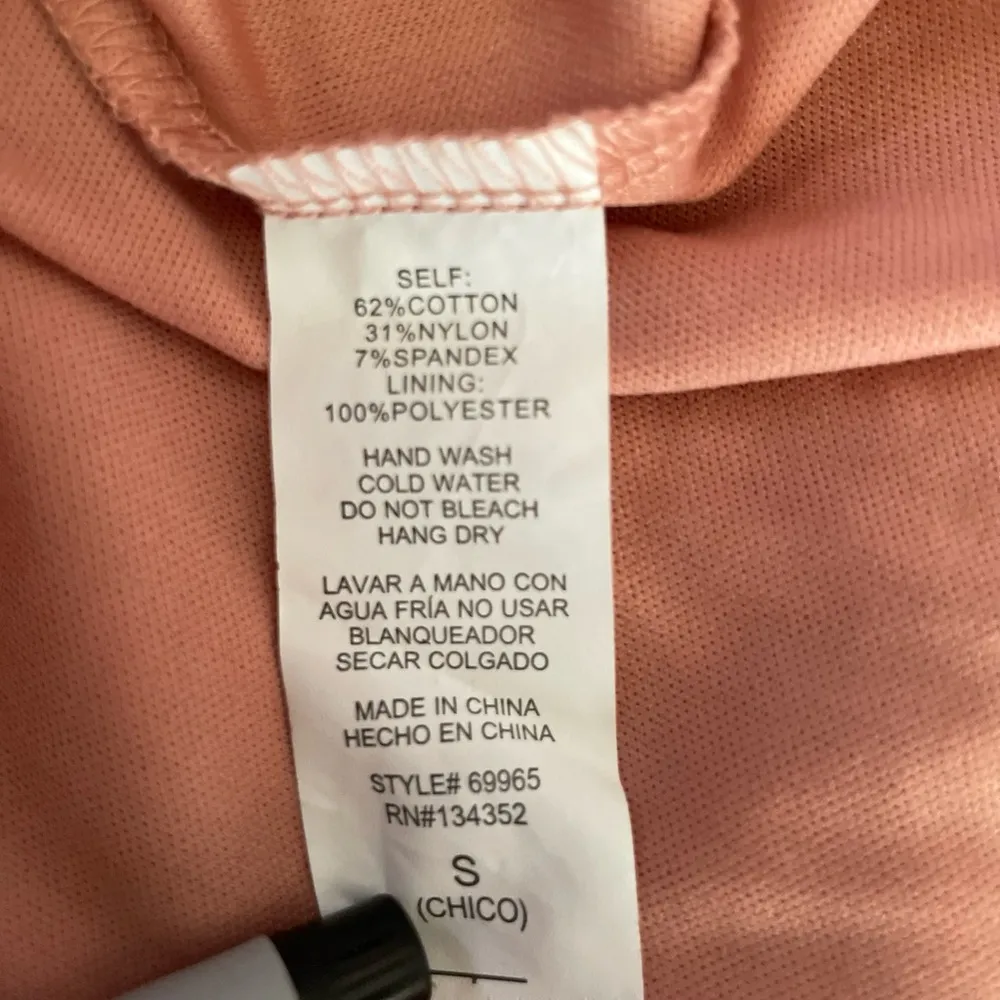 SELF:
62%COTTON
31%NYLON
7%SPANDEX
LINING:
100%POLYESTER
HAND WASH
COLD WATER
DO NOT BLEACH
HANG DRY
LAVAR A MANO CON
AGUA FRÍA NO USAR
BLANQUEADOR
SECAR COLGADO
MADE IN CHINA
HECHO EN CHINA
STYLE# 69965
RN#134352
S
(CHICO)